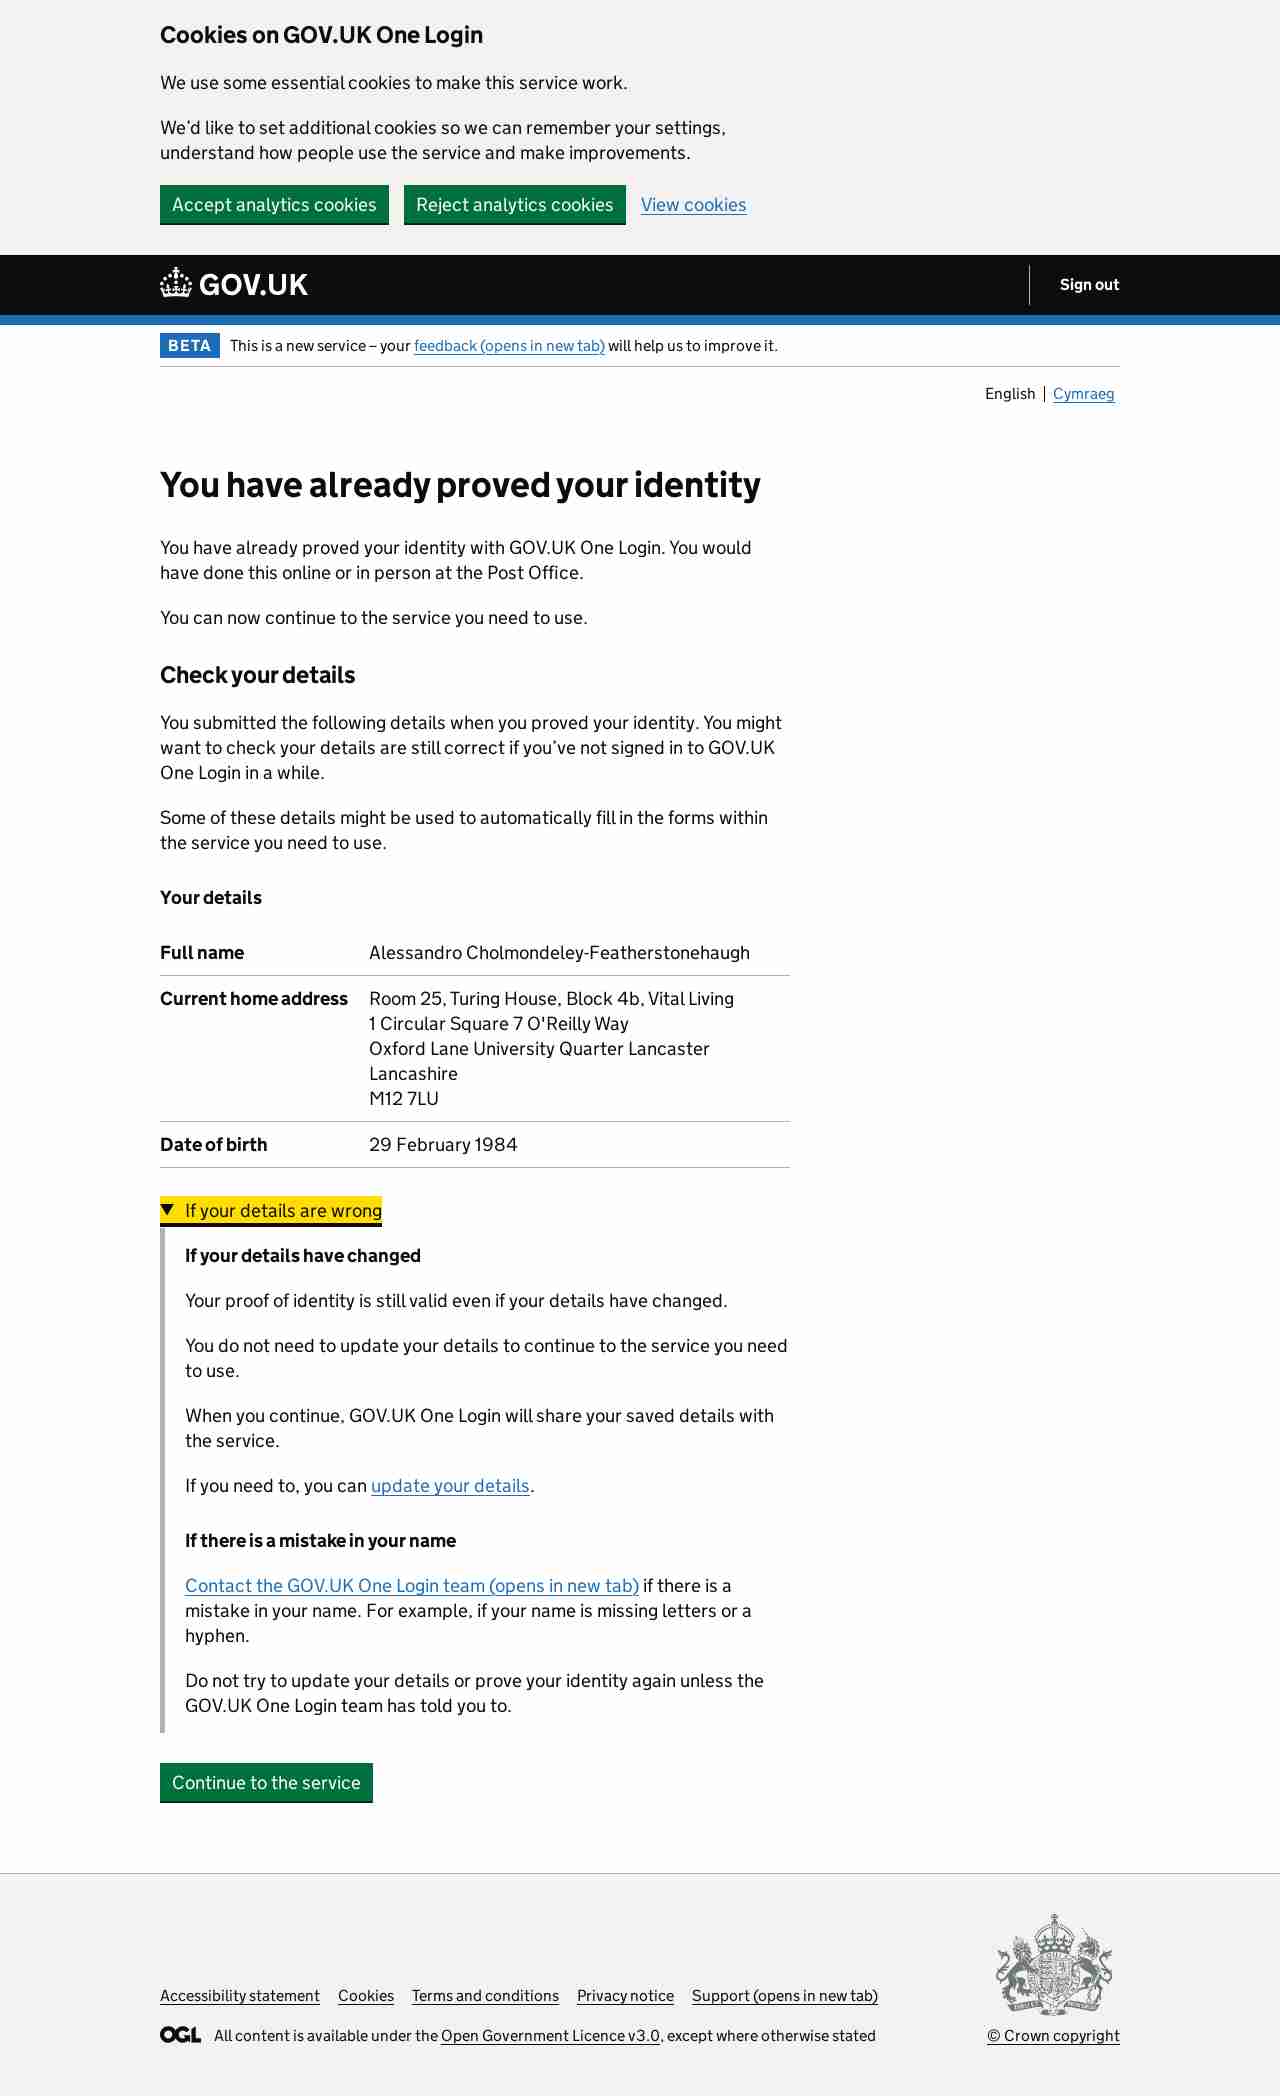 Cookies on GOV.UK One Login
We use some essential cookies to make this service work.
We’d like to set additional cookies so we can remember your settings,
understand how people use the service and make improvements.
Accept analytics cookies Reject analytics cookies View cookies
GOV.UK Sign out
BETA This is a new service – your feedback (opens in new tab) will help us to improve it.
English Cymraeg
You have already proved your identity
You have already proved your identity with GOV.UK One Login. You would
have done this online or in person at the Post Office.
You can now continue to the service you need to use.
Check your details
You submitted the following details when you proved your identity. You might
want to check your details are still correct if you’ve not signed in to GOV.UK
One Login in a while.
Some of these details might be used to automatically fill in the forms within
the service you need to use.
Your details
Full name Alessandro Cholmondeley-Featherstonehaugh
Current home address Room 25, Turing House, Block 4b, Vital Living
1 Circular Square 7 O'Reilly Way
Oxford Lane University Quarter Lancaster
Lancashire
M12 7LU
Date of birth 29 February 1984
If your details are wrong
If your details have changed
Your proof of identity is still valid even if your details have changed.
You do not need to update your details to continue to the service you need
to use.
When you continue, GOV.UK One Login will share your saved details with
the service.
If you need to, you can update your details.
If there is a mistake in your name
Contact the GOV.UK One Login team (opens in new tab) if there is a
mistake in your name. For example, if your name is missing letters or a
hyphen.
Do not try to update your details or prove your identity again unless the
GOV.UK One Login team has told you to.
Continue to the service
Accessibility statement Cookies Terms and conditions Privacy notice Support (opens in new tab)
OGL All content is available under the Open Government Licence v3.0, except where otherwise stated
© Crown copyright